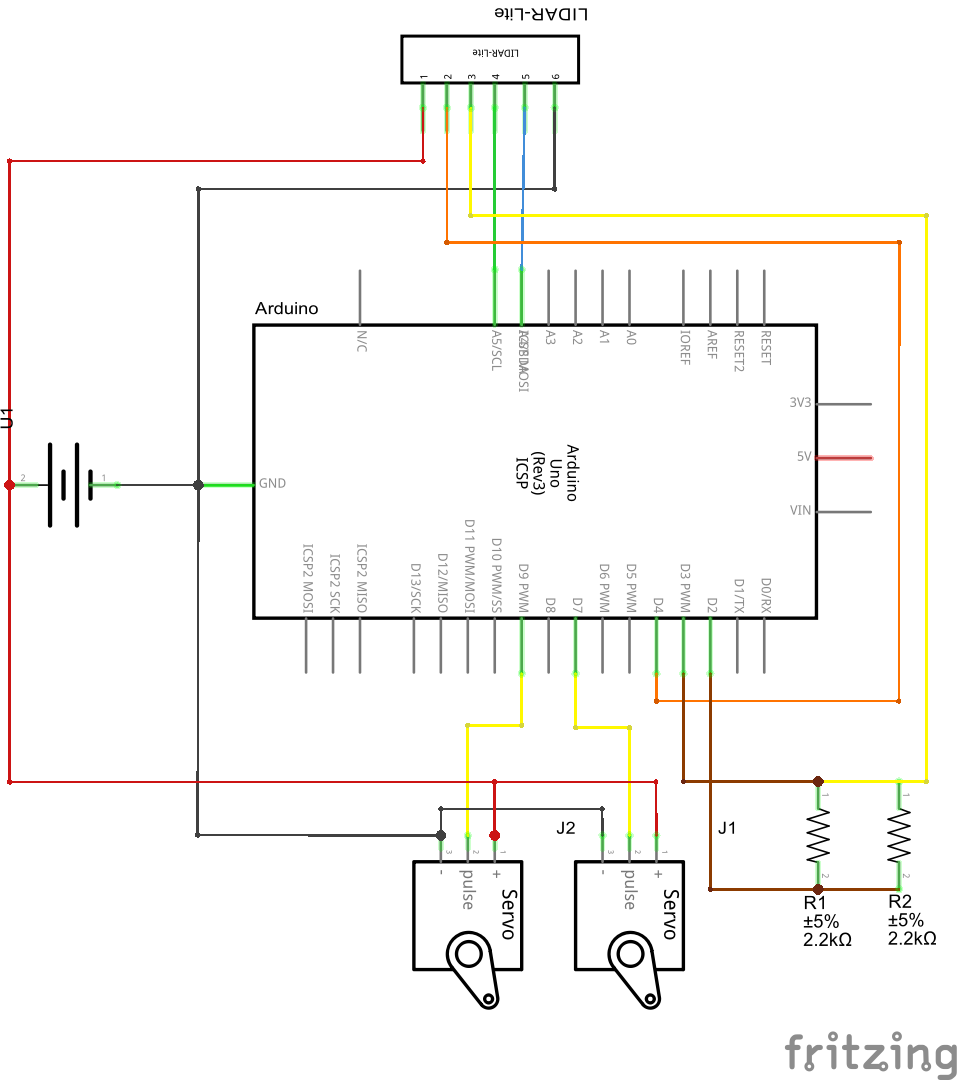 LIDAR-Lite
LIDAR-Lite
1 2 3 4 5 6
Arduino
N/C
A5/SCL
A3
A2
A1
A0
IOREF
AREF
RESET2
RESET
U1
3V3
5V
VIN
2
1
GND
Arduino
Uno
(Rev3)
ICSP
ICSP2 MOSI
ICSP2 SCK
ICSP2 MISO
D13/SCK
D12/MISO
D11 PWM/MOSI
D10 PWM/SS
D9 PWM
D8
D7
D6 PWM
D5 PWM
D4
D3 PWM
D2
D1/TX
D0/RX
J2
J1
3
2
1
3
2
1
1
1
-
pulse
+
Servo
-
pulse
+
Servo
2
2
R1
±5%
2.2kΩ
R2
±5%
2.2kΩ
fritzing